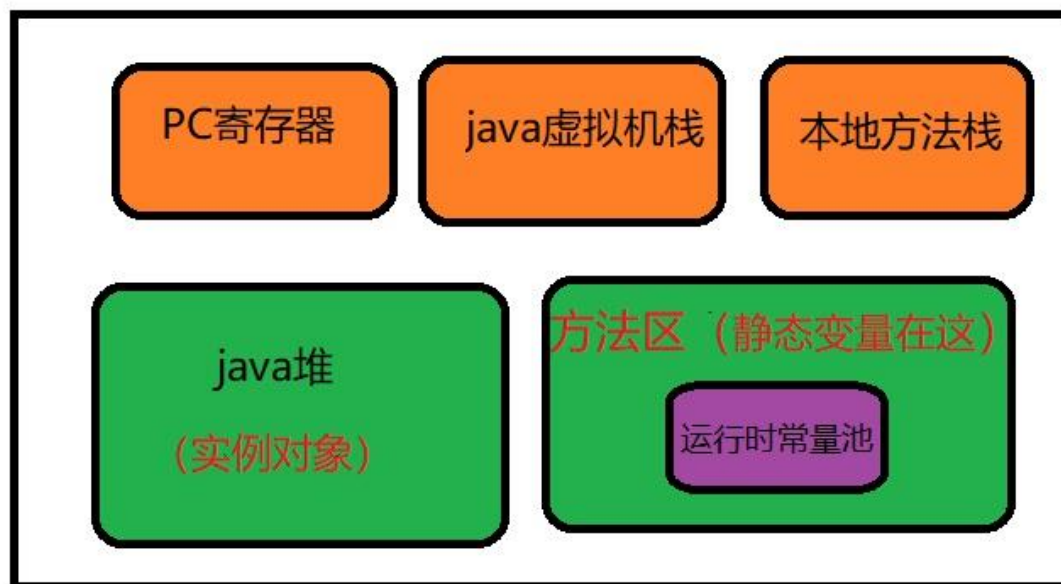 PC寄存器
java虚拟机栈
本地方法栈
java堆
（实例对象）
方法区（静态变量在这）
运行时常量池